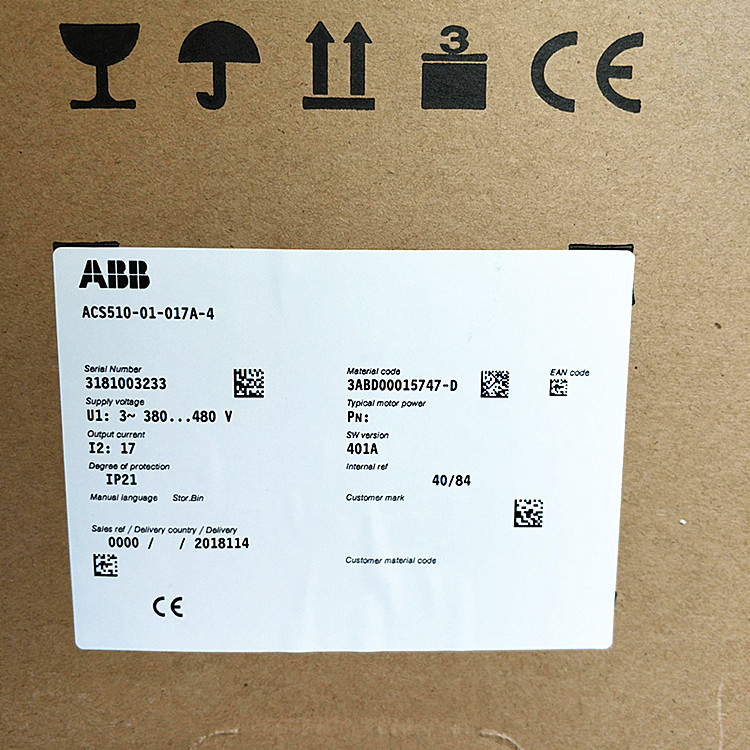 3
CE
ABB
ACS510-01-017A-4
Serial Number
3181003233
Supply voltage
U1: 3~ 380...480 V
Output current
I2: 17
Degree of protection
IP21
Manual language Stor.Bin
Sales ref / Delivery country / Delivery
0000 / / 2018114
CE
Material code
3ABD00015747-D
EAN code
Typical motor power
PN:
SW version
401A
Internal ref
40/84
Customer mark
Customer material code